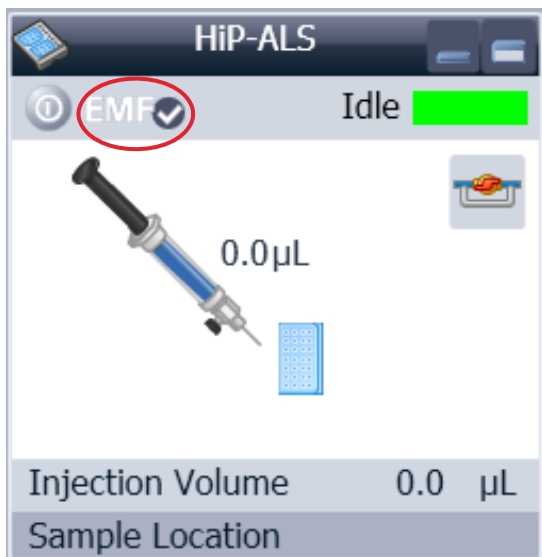 HiP-ALS
EMF Idle
0.0µL
Injection Volume 0.0 µL
Sample Location